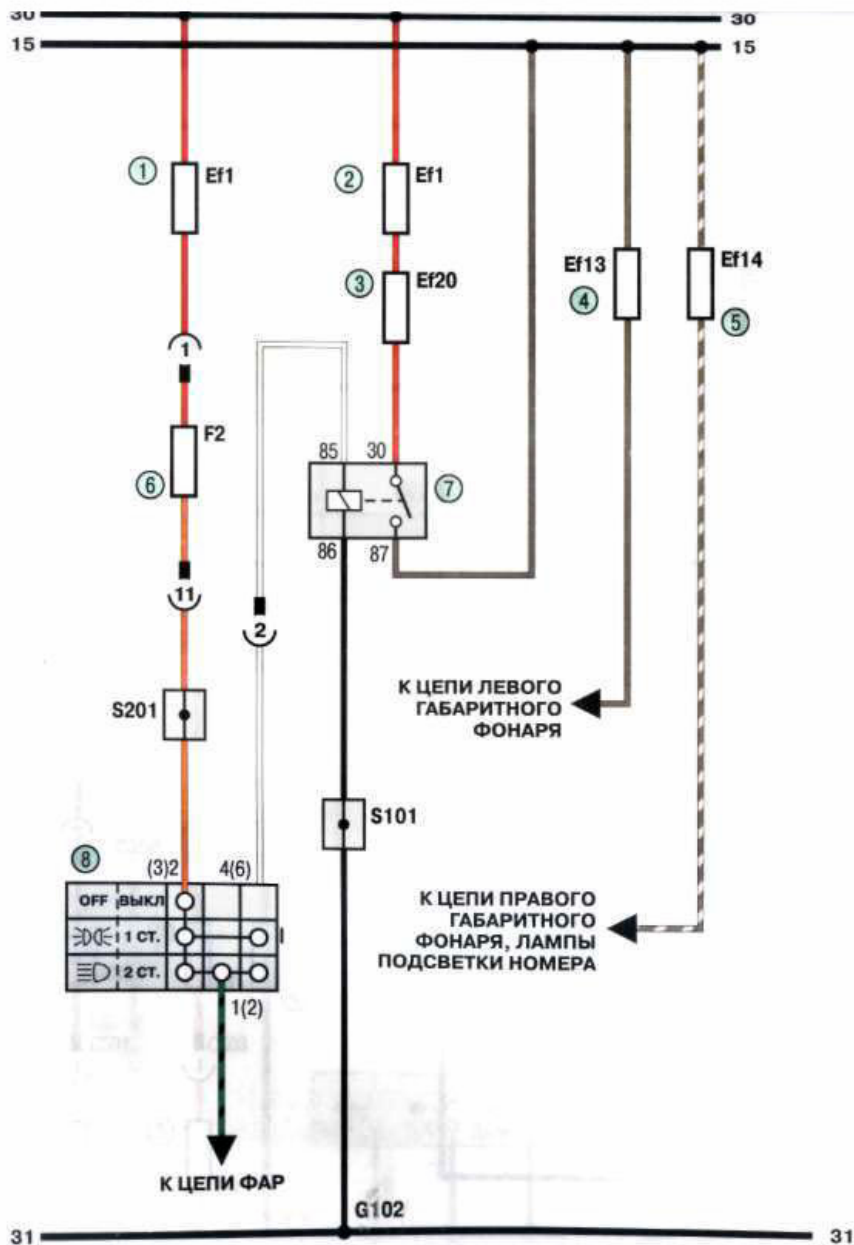 30 30
15 15
1 Ef1
2 Ef1
3 Ef20
Ef13
4
Ef14
5
1
F2
6
85 30
7
86 87
11
2
S201
К ЦЕПИ ЛЕВОГО
ГАБАРИТНОГО
ФОНАРЯ
S101
8 (3)2 4(6)
OFF ВЫКЛ
1 СТ. I
2 СТ.
1(2)
К ЦЕПИ ПРАВОГО
ГАБАРИТНОГО
ФОНАРЯ, ЛАМПЫ
ПОДСВЕТКИ НОМЕРА
К ЦЕПИ ФАР
G102
31 31